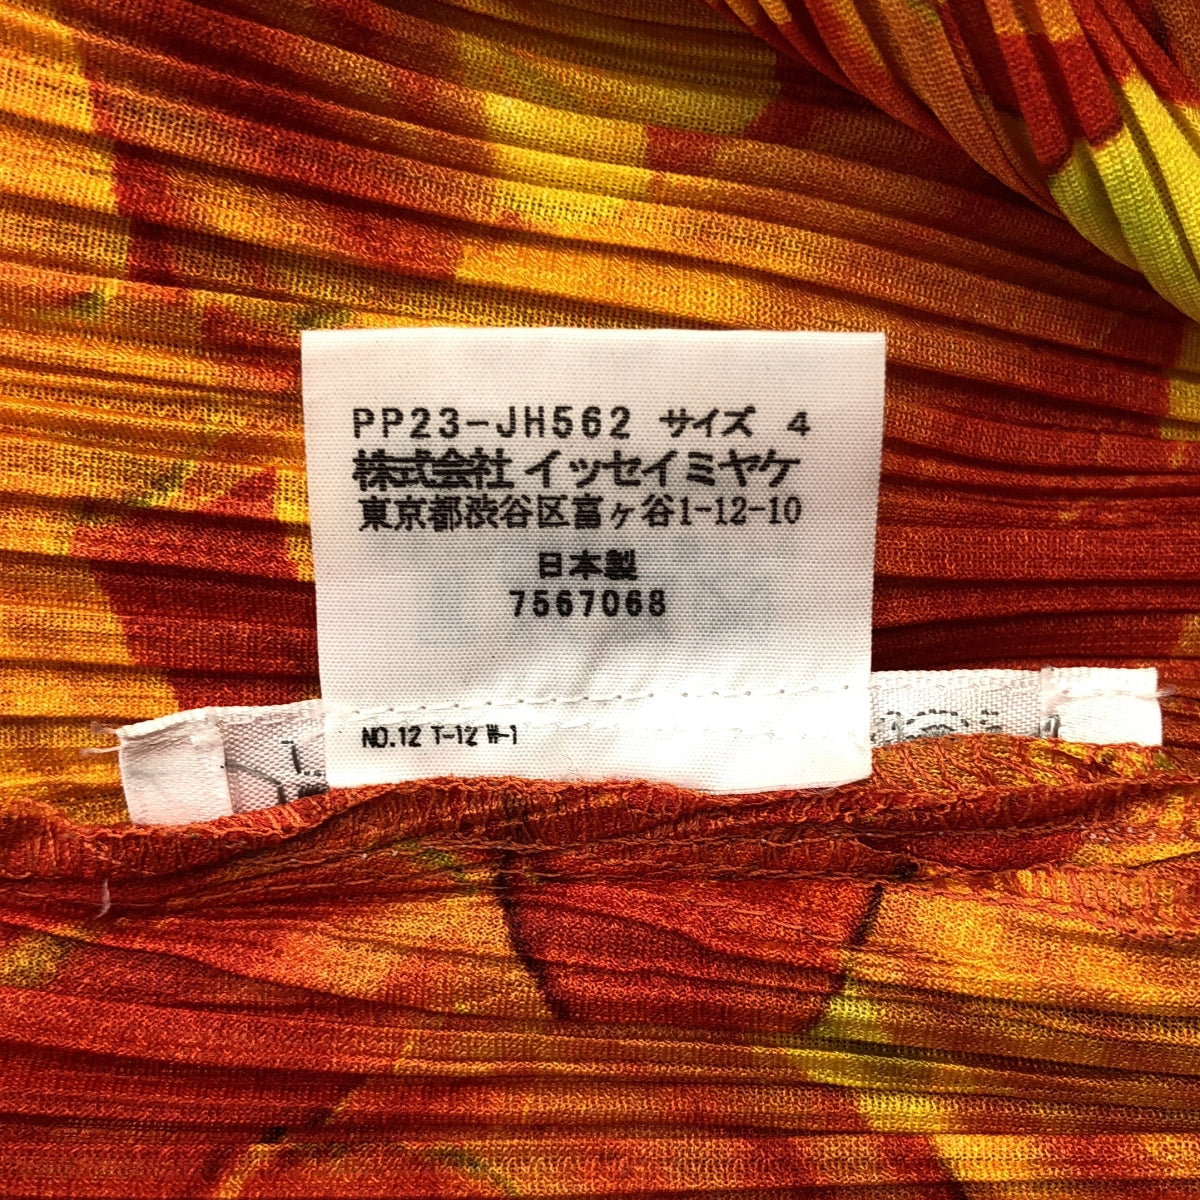 PP23-JH562 サイズ 4
株式会社 イッセイミヤケ
東京都渋谷区富ヶ谷1-12-10
日本製
7567068
NO.12 T-12 W-1